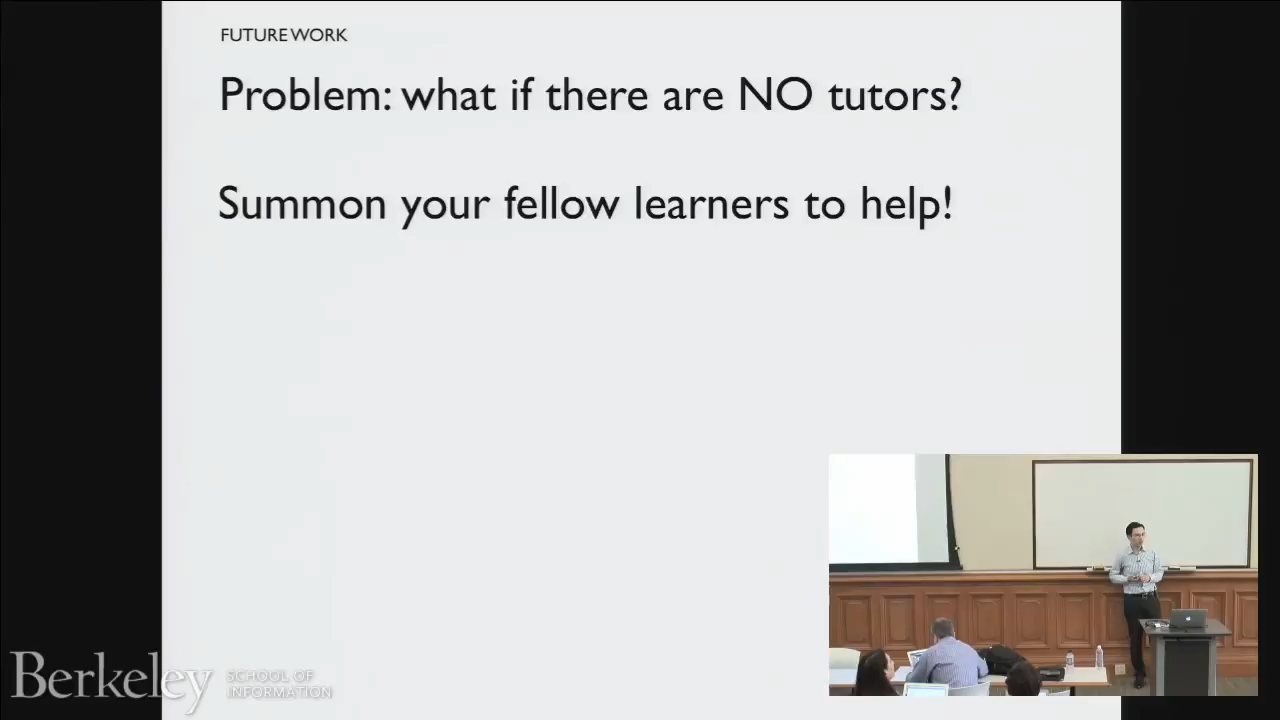 FUTURE WORK
Problem: what if there are NO tutors?
Summon your fellow learners to help!
Berkeley
SCHOOL OF
INFORMATION